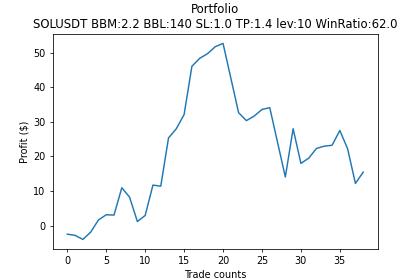 Portfolio
SOLUSDT BBM:2.2 BBL:140 SL:1.0 TP:1.4 lev:10 WinRatio:62.0
50
40
30
20
10
0
Profit ($)
0 5 10 15 20 25 30 35
Trade counts